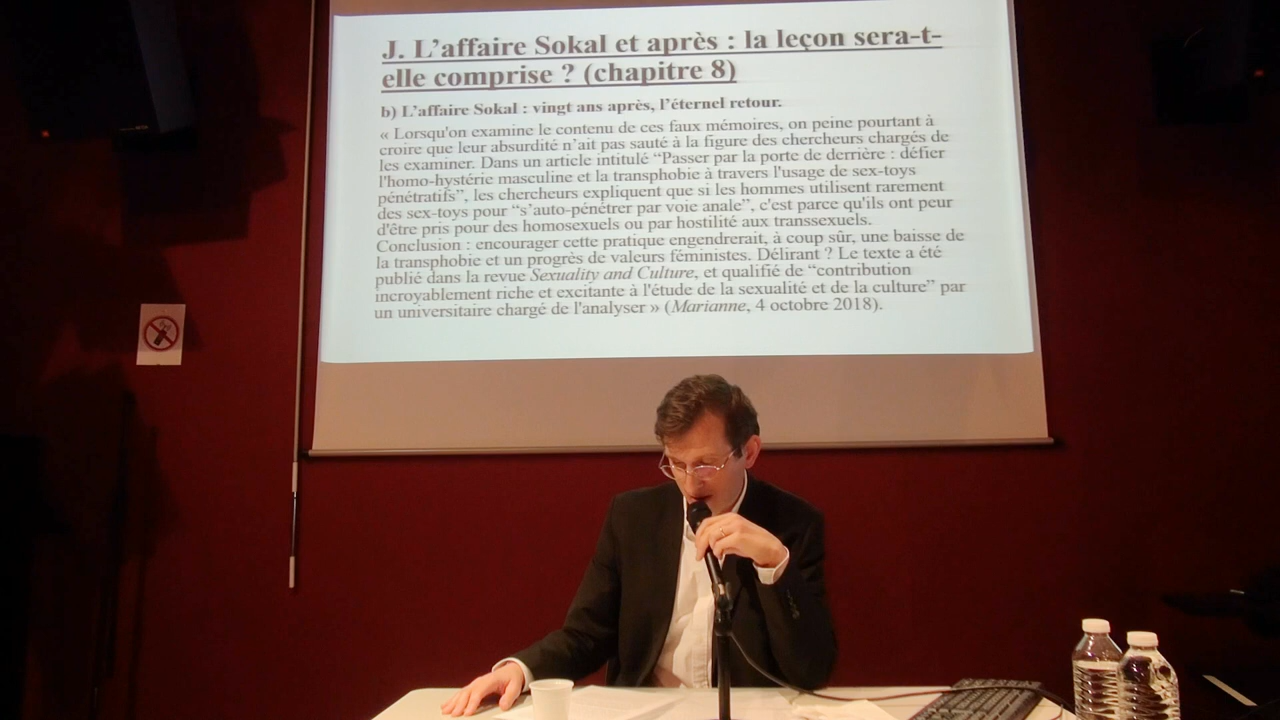 J. L’affaire Sokal et après : la leçon sera-t-
elle comprise ? (chapitre 8)
b) L’affaire Sokal : vingt ans après, l’éternel retour.
« Lorsqu'on examine le contenu de ces faux mémoires, on peine pourtant à
croire que leur absurdité n’ait pas sauté à la figure des chercheurs chargés de
les examiner. Dans un article intitulé “Passer par la porte de derrière : défier
l'homo-hystérie masculine et la transphobie à travers l'usage de sex-toys
pénétratifs”, les chercheurs expliquent que si les hommes utilisent rarement
des sex-toys pour “s’auto-pénétrer par voie anale”, c'est parce qu'ils ont peur
d'être pris pour des homosexuels ou par hostilité aux transsexuels.
Conclusion : encourager cette pratique engendrerait, à coup sûr, une baisse de
la transphobie et un progrès de valeurs féministes. Délirant ? Le texte a été
publié dans la revue Sexuality and Culture, et qualifié de “contribution
incroyablement riche et excitante à l'étude de la sexualité et de la culture” par
un universitaire chargé de l'analyser » (Marianne, 4 octobre 2018).